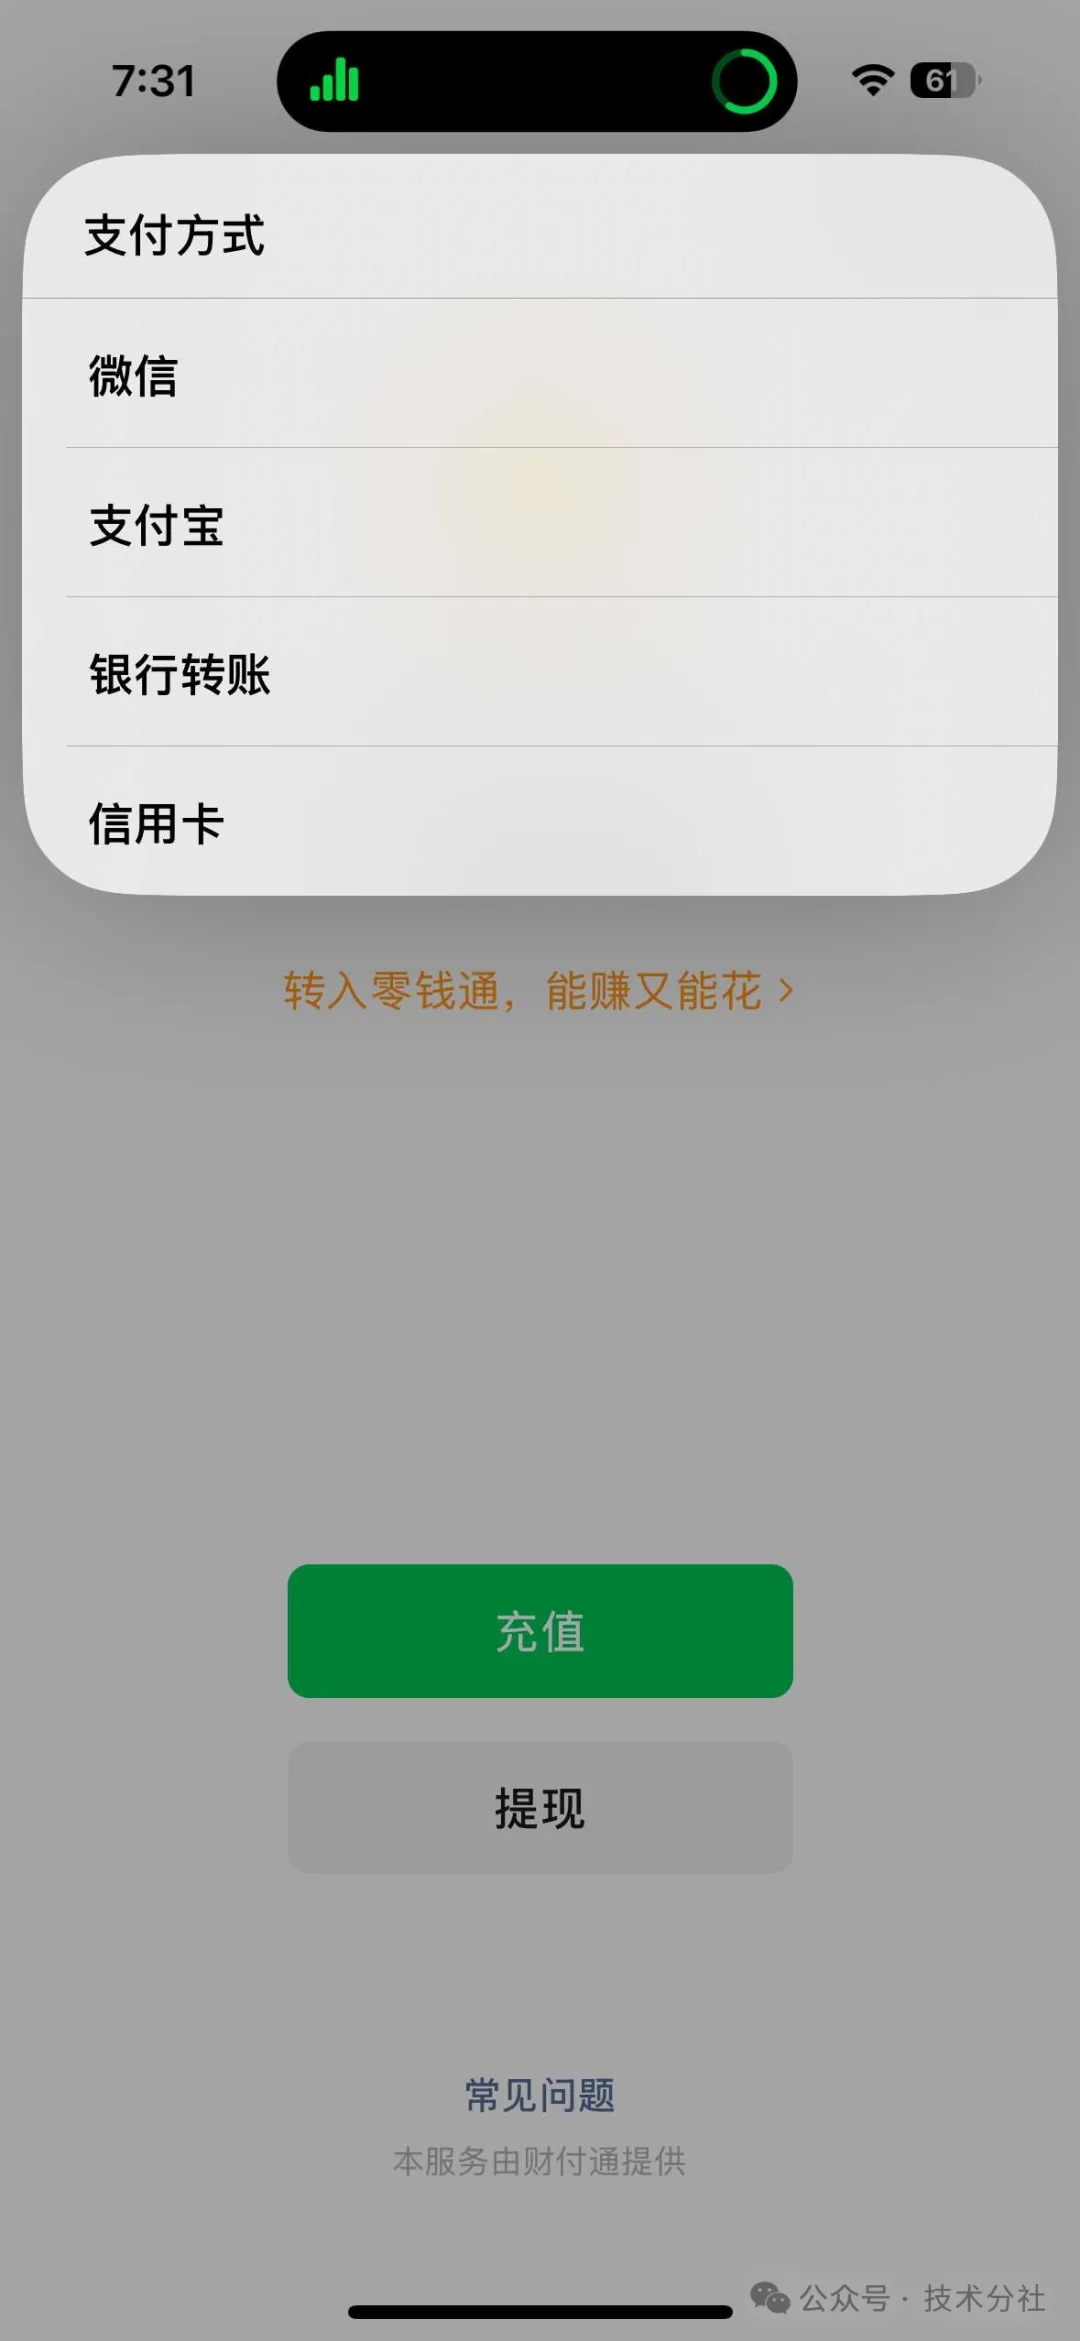 7:31
61
支付方式
微信
支付宝
银行转账
信用卡
转入零钱通，能赚又能花 >
充值
提现
常见问题
本服务由财付通提供
公众号 · 技术分社